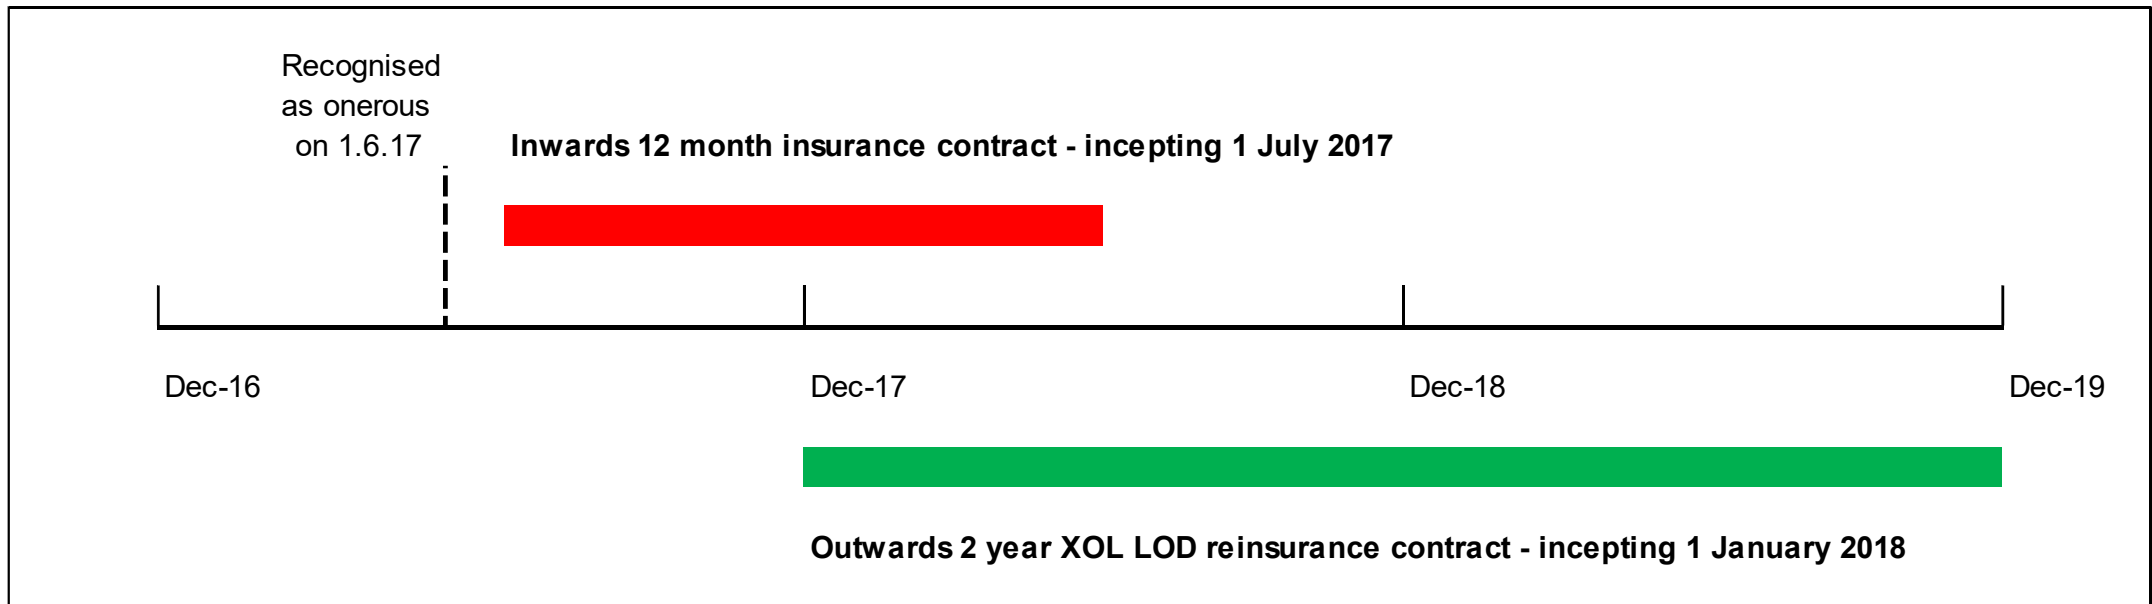 Recognised
as onerous
on 1.6.17
Inwards 12 month insurance contract - incepting 1 July 2017
Dec-16
Dec-17
Dec-18
Dec-19
Outwards 2 year XOL LOD reinsurance contract - incepting 1 January 2018